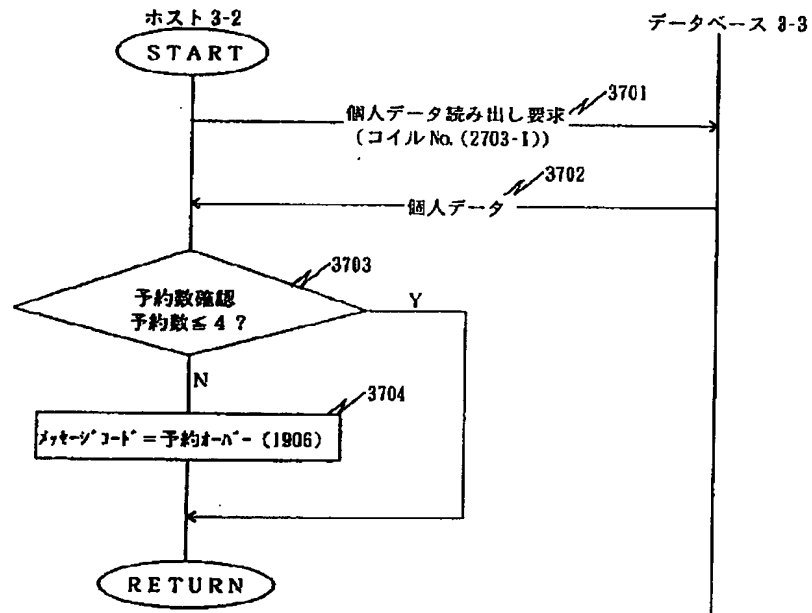 ホスト 3-2
データベース 3-3
START
3701
個人データ読み出し要求
(コイル No. (2703-1))
3702
個人データ
3703
予約数確認
予約数≦4?
Y
N
3704
メッセージコード=予約オーバー (1906)
RETURN